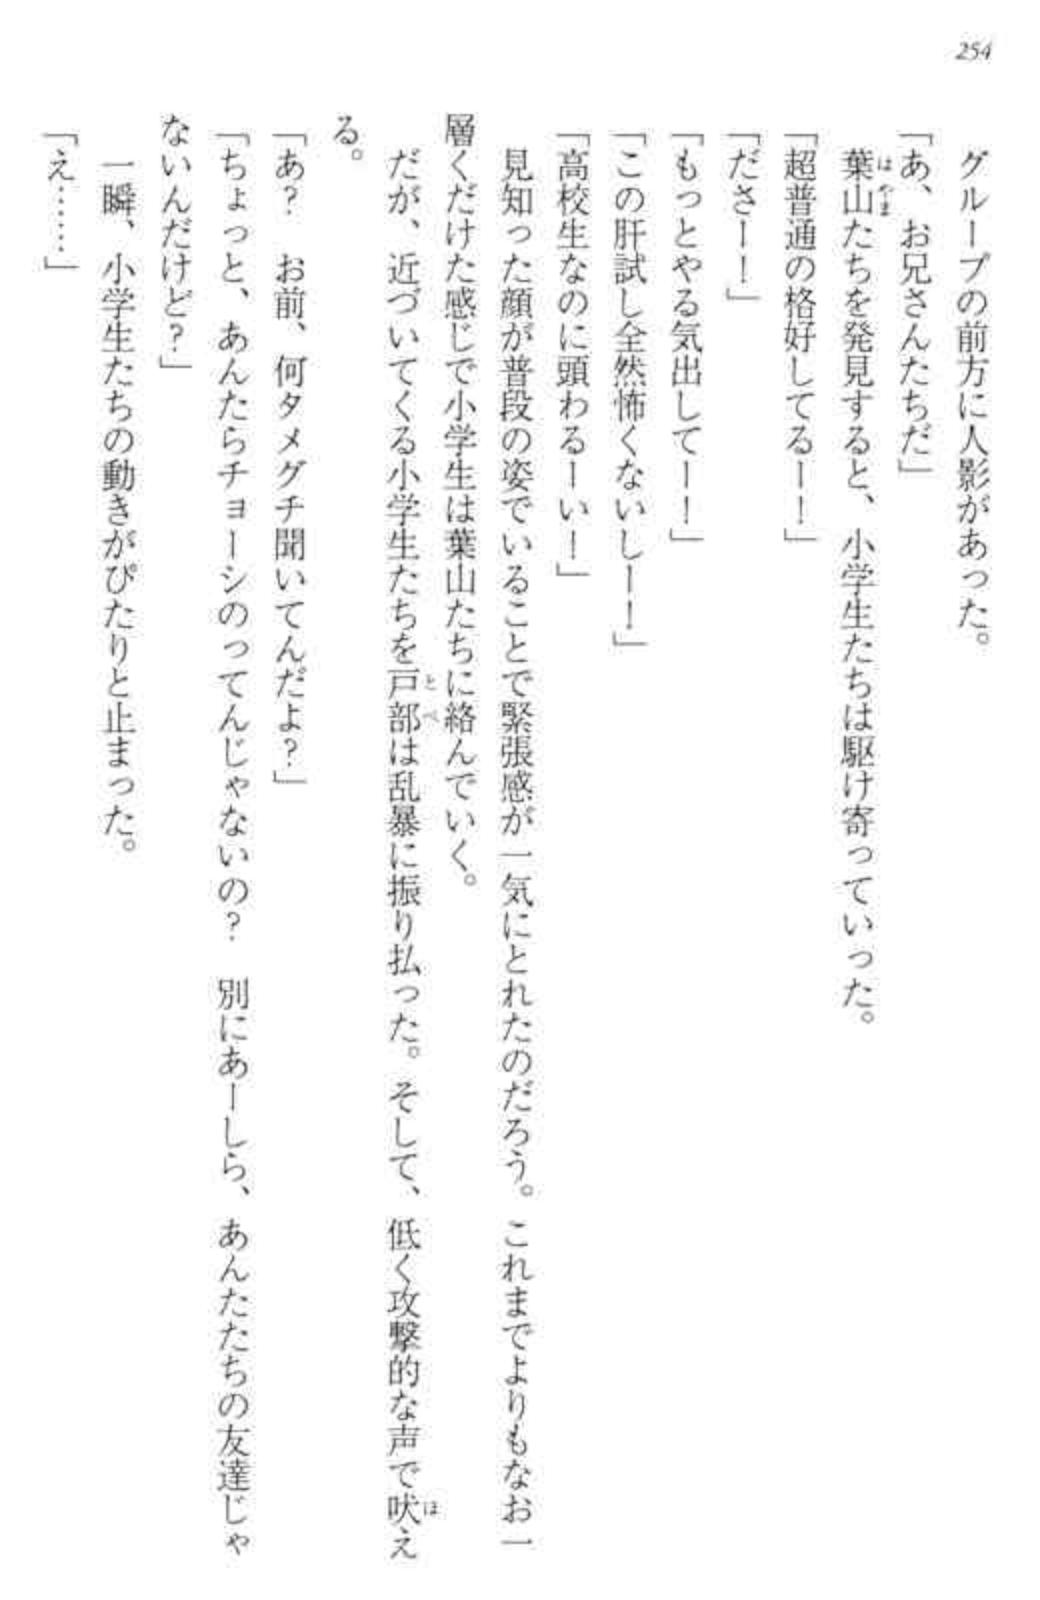 254
　グループの前方に人影があった。
「あ、お兄さんたちだ」
　葉山たちを発見すると、小学生たちは駆け寄っていった。
「超普通の格好してるー！」
「ださー！」
「もっとやる気出してー！」
「この肝試し全然怖くないしー！」
「高校生なのに頭わるーい！」
　見知った顔が普段の姿でいることで緊張感が一気にとれたのだろう。これまでよりもなお一
層くだけた感じで小学生は葉山たちに絡んでいく。
　だが、近づいてくる小学生たちを戸部は乱暴に振り払った。そして、低く攻撃的な声で吠え
る。
「あ？　お前、何タメグチ聞いてんだよ？」
「ちょっと、あんたらチョーシのってんじゃないの？　別にあーしら、あんたたちの友達じゃ
ないんだけど？」
　一瞬、小学生たちの動きがぴたりと止まった。
「え……」